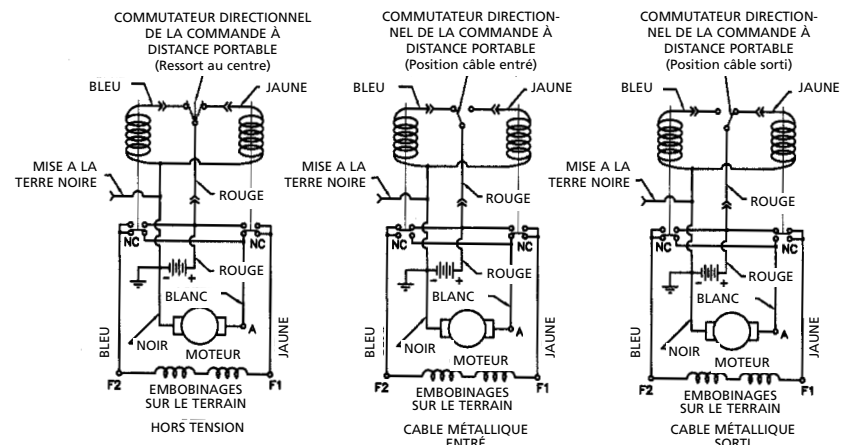 COMMUTATEUR DIRECTIONNEL
DE LA COMMANDE À
DISTANCE PORTABLE
(Ressort au centre)
BLEU
JAUNE
MISE A LA
TERRE NOIRE
ROUGE
NC
NC
- +
ROUGE
BLANC
A
BLEU
NOIR
MOTEUR
JAUNE
F2
F1
EMBOBINAGES
SUR LE TERRAIN
HORS TENSION
COMMUTATEUR DIRECTION-
NEL DE LA COMMANDE À
DISTANCE PORTABLE
(Position câble entré)
BLEU
JAUNE
MISE A LA
TERRE NOIRE
ROUGE
NC
NC
- +
ROUGE
BLANC
A
BLEU
NOIR
MOTEUR
JAUNE
F2
F1
EMBOBINAGES
SUR LE TERRAIN
CABLE MÉTALLIQUE
ENTRÉ
COMMUTATEUR DIRECTION-
NEL DE LA COMMANDE À
DISTANCE PORTABLE
(Position câble sorti)
BLEU
JAUNE
MISE A LA
TERRE NOIRE
ROUGE
NC
NC
- +
ROUGE
BLANC
A
BLEU
NOIR
MOTEUR
JAUNE
F2
F1
EMBOBINAGES
SUR LE TERRAIN
CABLE MÉTALLIQUE
SORTI